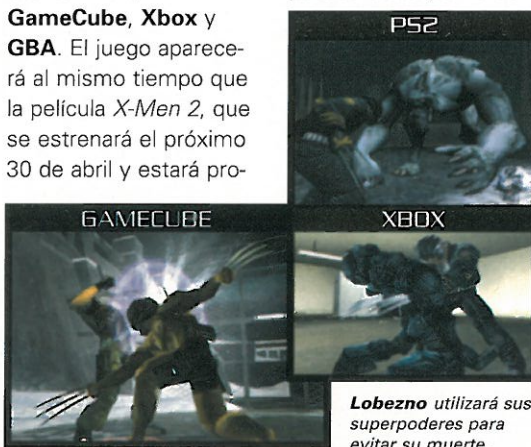 GameCube, Xbox y
GBA. El juego aparece-
rá al mismo tiempo que
la película X-Men 2, que
se estrenará el próximo
30 de abril y estará pro-
PS2
GAMECUBE
XBOX
Lobezno utilizará sus
superpoderes para
evitar su muerte